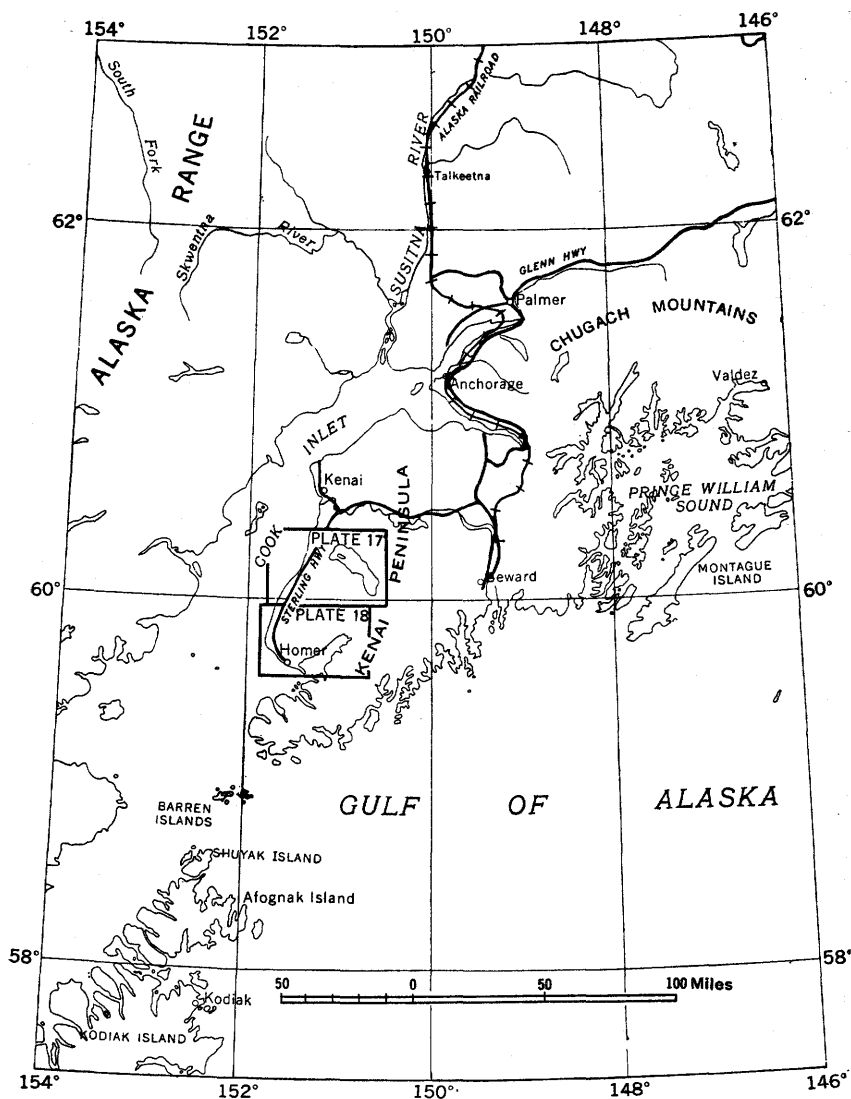 154° 152° 150° 148° 146°
South
Fork
ALASKA RAILROAD
RIVER
RANGE
Talkeetna
62° 62°
Skwentna
River
SUSITNA
GLENN HWY
Palmer
ALASKA
CHUGACH MOUNTAINS
Anchorage
Valdez
INLET
Kenai
PRINCE WILLIAM
SOUND
PENINSULA
COOK
PLATE 17
STERLING HWY
Seward
MONTAGUE
ISLAND
60° 60°
PLATE 18
KENAI
Homer
GULF OF ALASKA
BARREN
ISLANDS
SHUYAK ISLAND
Afognak Island
58° 58°
50 0 50 100 Miles
Kodiak
KODIAK ISLAND
154° 152° 150° 148° 146°